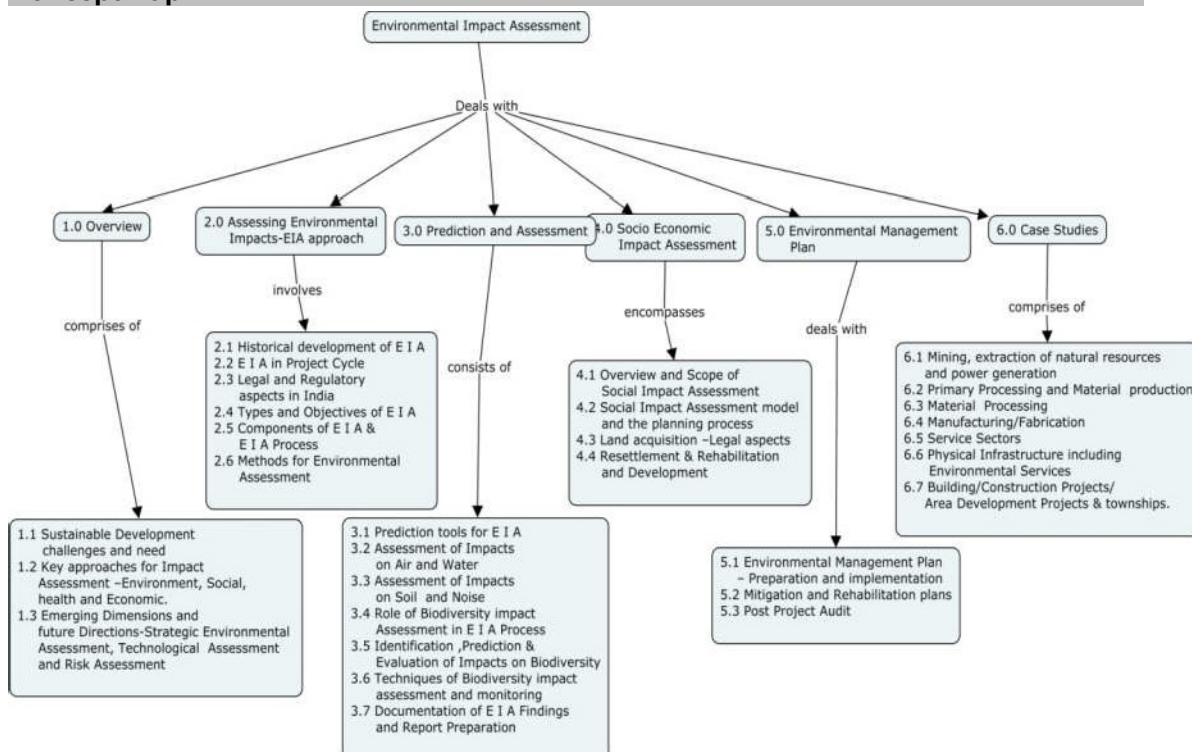 Environmental Impact Assessment
Deals with
1.0 Overview
2.0 Assessing Environmental
Impacts-EIA approach
3.0 Prediction and Assessment
4.0 Socio Economic
Impact Assessment
5.0 Environmental Management
Plan
6.0 Case Studies
comprises of
involves
consists of
encompasses
deals with
comprises of
1.1 Sustainable Development
challenges and need
1.2 Key approaches for Impact
Assessment –Environment, Social,
health and Economic.
1.3 Emerging Dimensions and
future Directions-Strategic Environmental
Assessment, Technological Assessment
and Risk Assessment
2.1 Historical development of E I A
2.2 E I A in Project Cycle
2.3 Legal and Regulatory
aspects in India
2.4 Types and Objectives of E I A
2.5 Components of E I A &
E I A Process
2.6 Methods for Environmental
Assessment
3.1 Prediction tools for E I A
3.2 Assessment of Impacts
on Air and Water
3.3 Assessment of Impacts
on Soil and Noise
3.4 Role of Biodiversity impact
Assessment in E I A Process
3.5 Identification ,Prediction &
Evaluation of Impacts on Biodiversity
3.6 Techniques of Biodiversity impact
assessment and monitoring
3.7 Documentation of E I A Findings
and Report Preparation
4.1 Overview and Scope of
Social Impact Assessment
4.2 Social Impact Assessment model
and the planning process
4.3 Land acquisition –Legal aspects
4.4 Resettlement & Rehabilitation
and Development
5.1 Environmental Management Plan
– Preparation and implementation
5.2 Mitigation and Rehabilitation plans
5.3 Post Project Audit
6.1 Mining, extraction of natural resources
and power generation
6.2 Primary Processing and Material production
6.3 Material Processing
6.4 Manufacturing/Fabrication
6.5 Service Sectors
6.6 Physical Infrastructure including
Environmental Services
6.7 Building/Construction Projects/
Area Development Projects & townships.